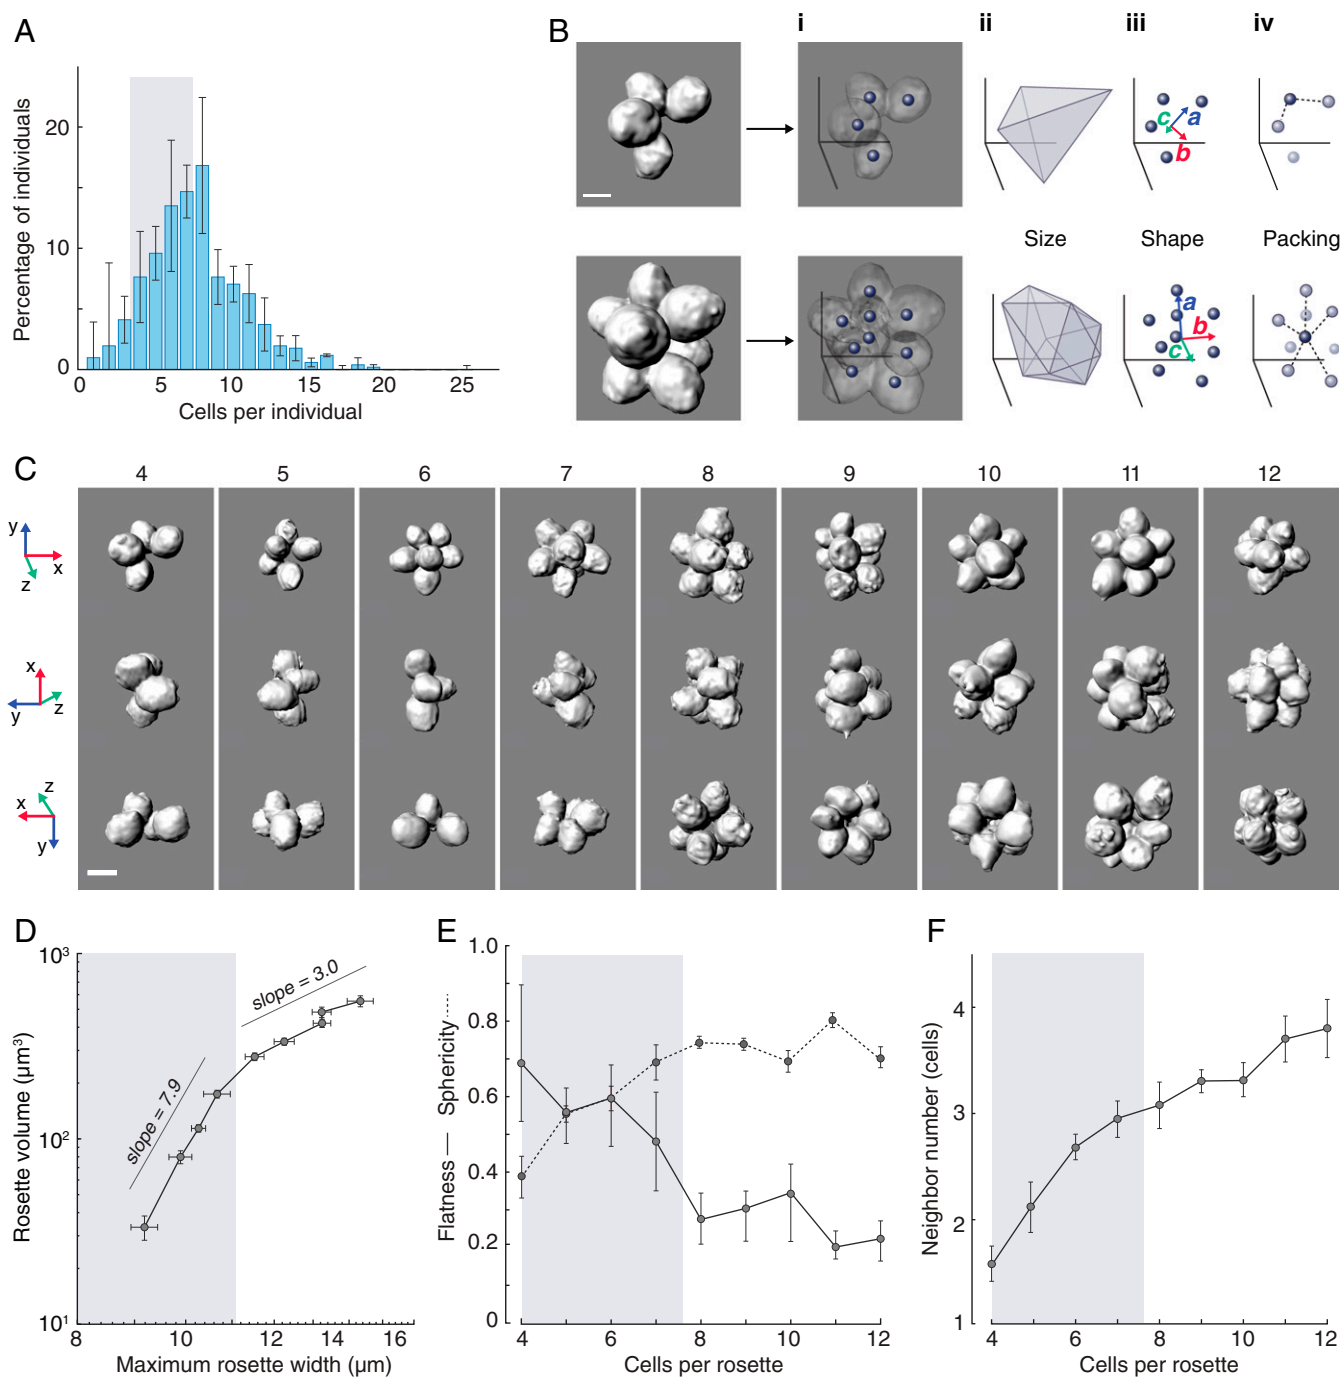 A
Percentage of individuals
20
10
0
0 5 10 15 20 25
Cells per individual
B
i ii iii iv
a
b
c
Size Shape Packing
a
b
c
C
4 5 6 7 8 9 10 11 12
y
x
z
x
y
z
z
x
y
D
Rosette volume (µm³)
10³
10²
10¹
slope = 7.9
slope = 3.0
8 10 12 14 16
Maximum rosette width (µm)
E
Flatness — Sphericity ·····
1.0
0.8
0.6
0.4
0.2
0
4 6 8 10 12
Cells per rosette
F
Neighbor number (cells)
4
3
2
1
4 6 8 10 12
Cells per rosette